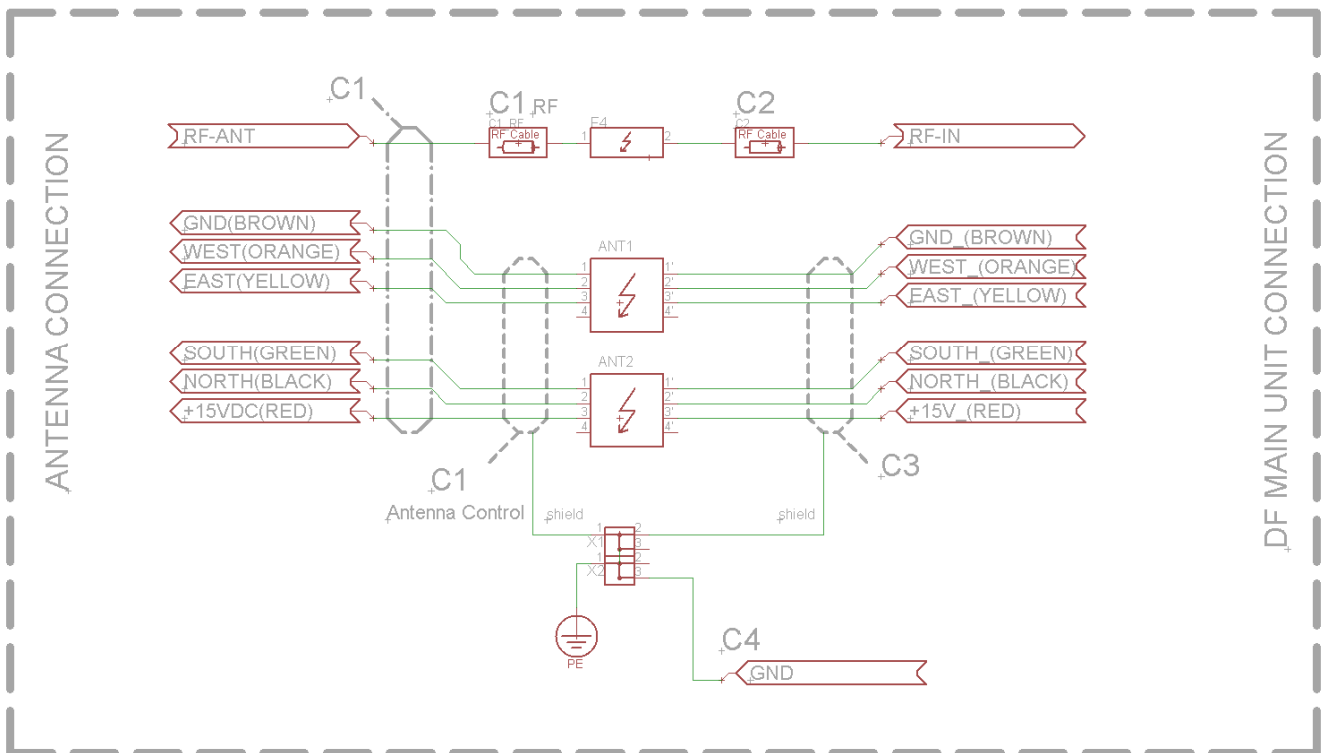 ANTENNA CONNECTION
C1
C1 RF
C1_RF
RF Cable
F4
1
2
C2
C2
RF Cable
RF-ANT
RF-IN
GND(BROWN)
WEST(ORANGE)
EAST(YELLOW)
ANT1
1
2
3
4
1'
2'
3'
4'
GND_(BROWN)
WEST_(ORANGE)
EAST_(YELLOW)
SOUTH(GREEN)
NORTH(BLACK)
+15VDC(RED)
ANT2
1
2
3
4
1'
2'
3'
4'
SOUTH_(GREEN)
NORTH_(BLACK)
+15V_(RED)
C1
Antenna Control
shield
C3
shield
1
2
X1
3
1
2
X2
3
PE
C4
GND
DF MAIN UNIT CONNECTION